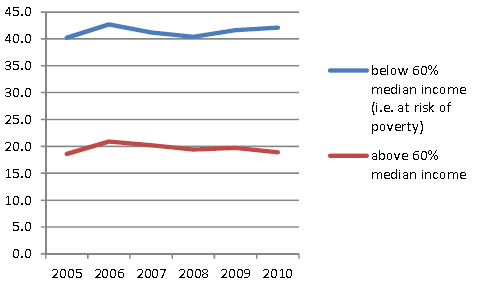 45.0
40.0
35.0
30.0
25.0
20.0
15.0
10.0
5.0
0.0
2005 2006 2007 2008 2009 2010
below 60%
median income
(i.e. at risk of
poverty)
above 60%
median income